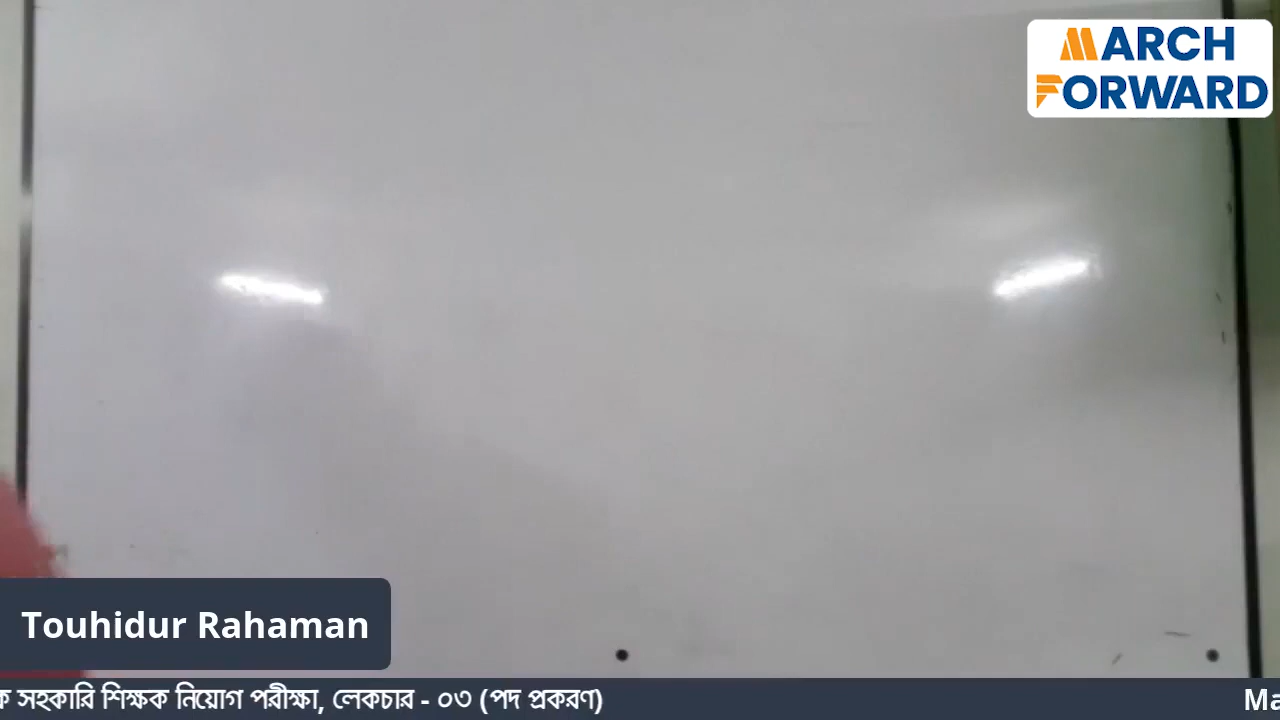 MARCH
FORWARD
Touhidur Rahaman
সহকারি শিক্ষক নিয়োগ পরীক্ষা, লেকচার - ০৩ (পদ প্রকরণ)